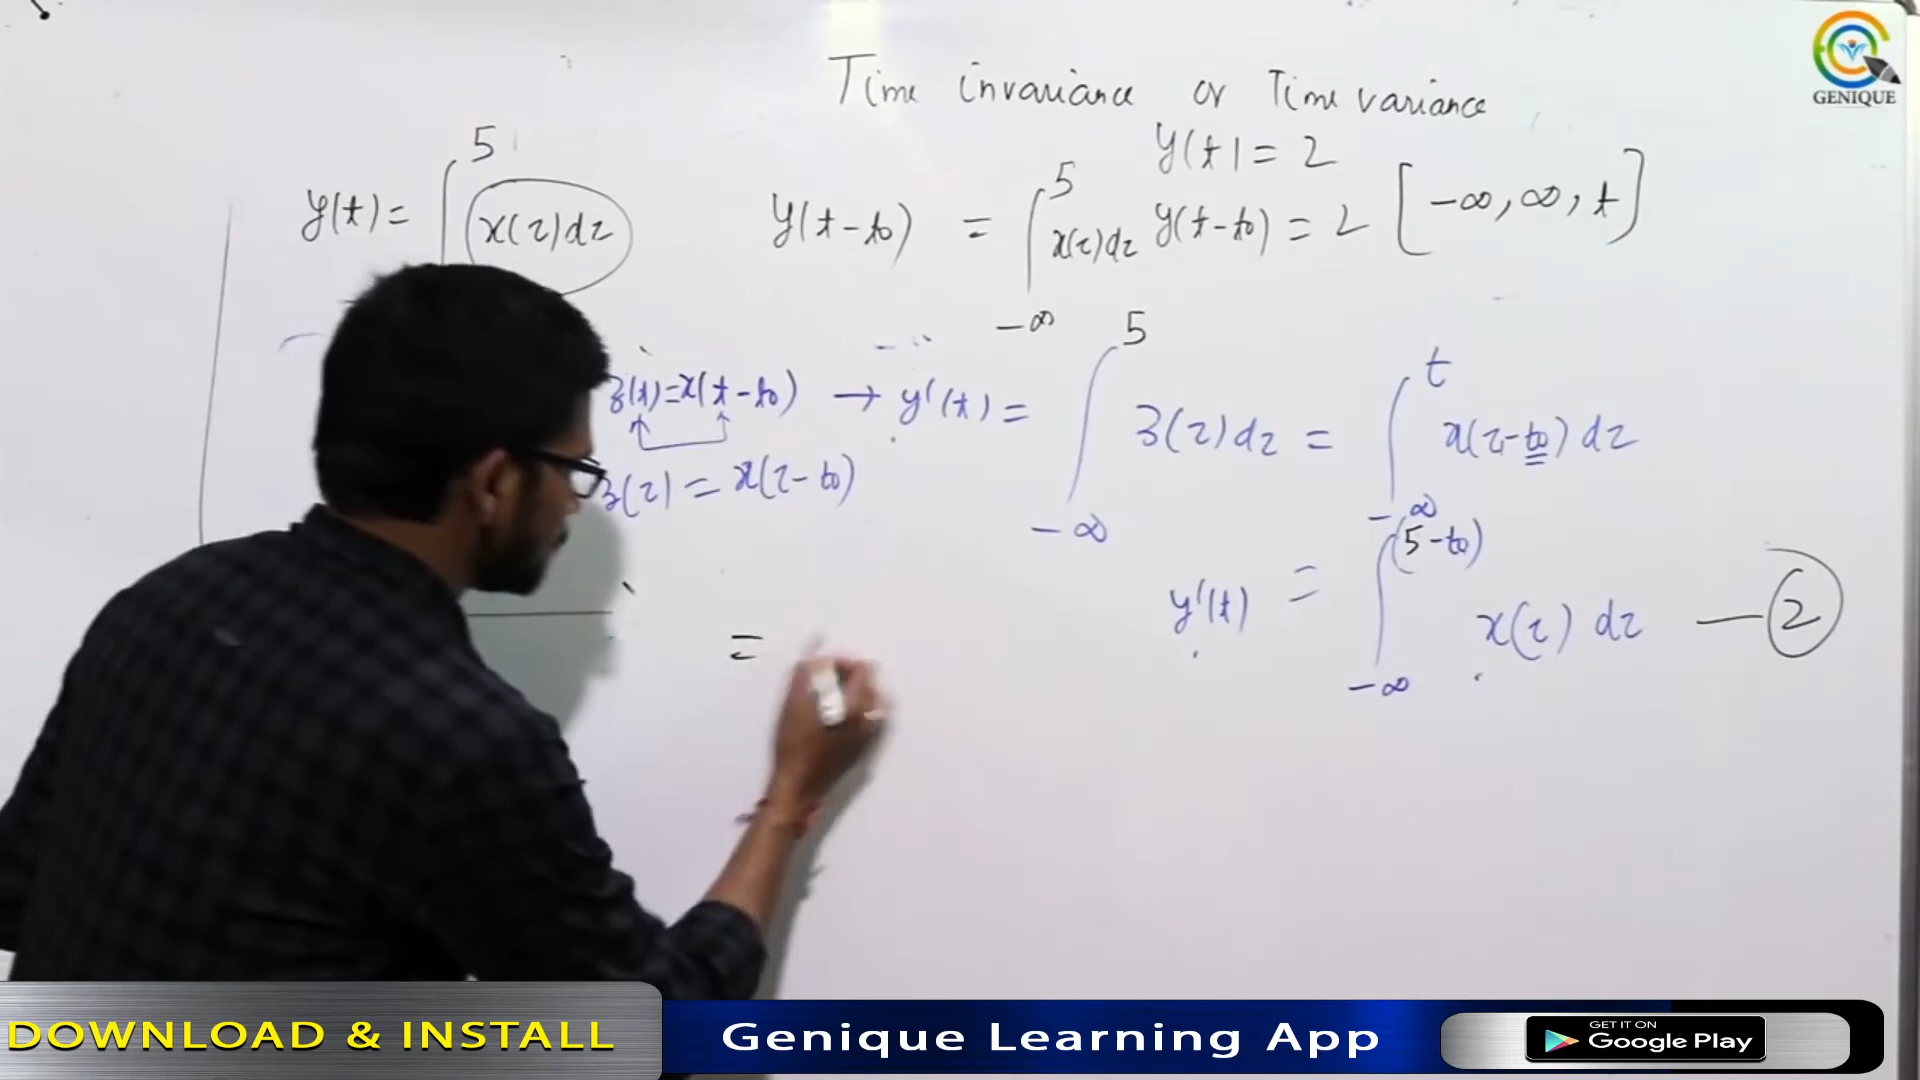 GENIQUE
Time invariance or Time variance
y(t) = ∫ 5 x(τ)dτ
y(t-t0) = ∫ 5 -∞ x(τ)dτ
y(t) = 2
y(t-t0) = 2 [-∞, ∞, t]
z(t)=x(t-t0) → y'(t) = ∫ 5 -∞ z(τ)dτ = ∫ t -∞ x(τ-t0)dτ
z(τ) = x(τ-t0)
y'(t) = ∫ (5-t0) -∞ x(τ) dτ — 2
=
DOWNLOAD & INSTALL
Genique Learning App
GET IT ON
Google Play